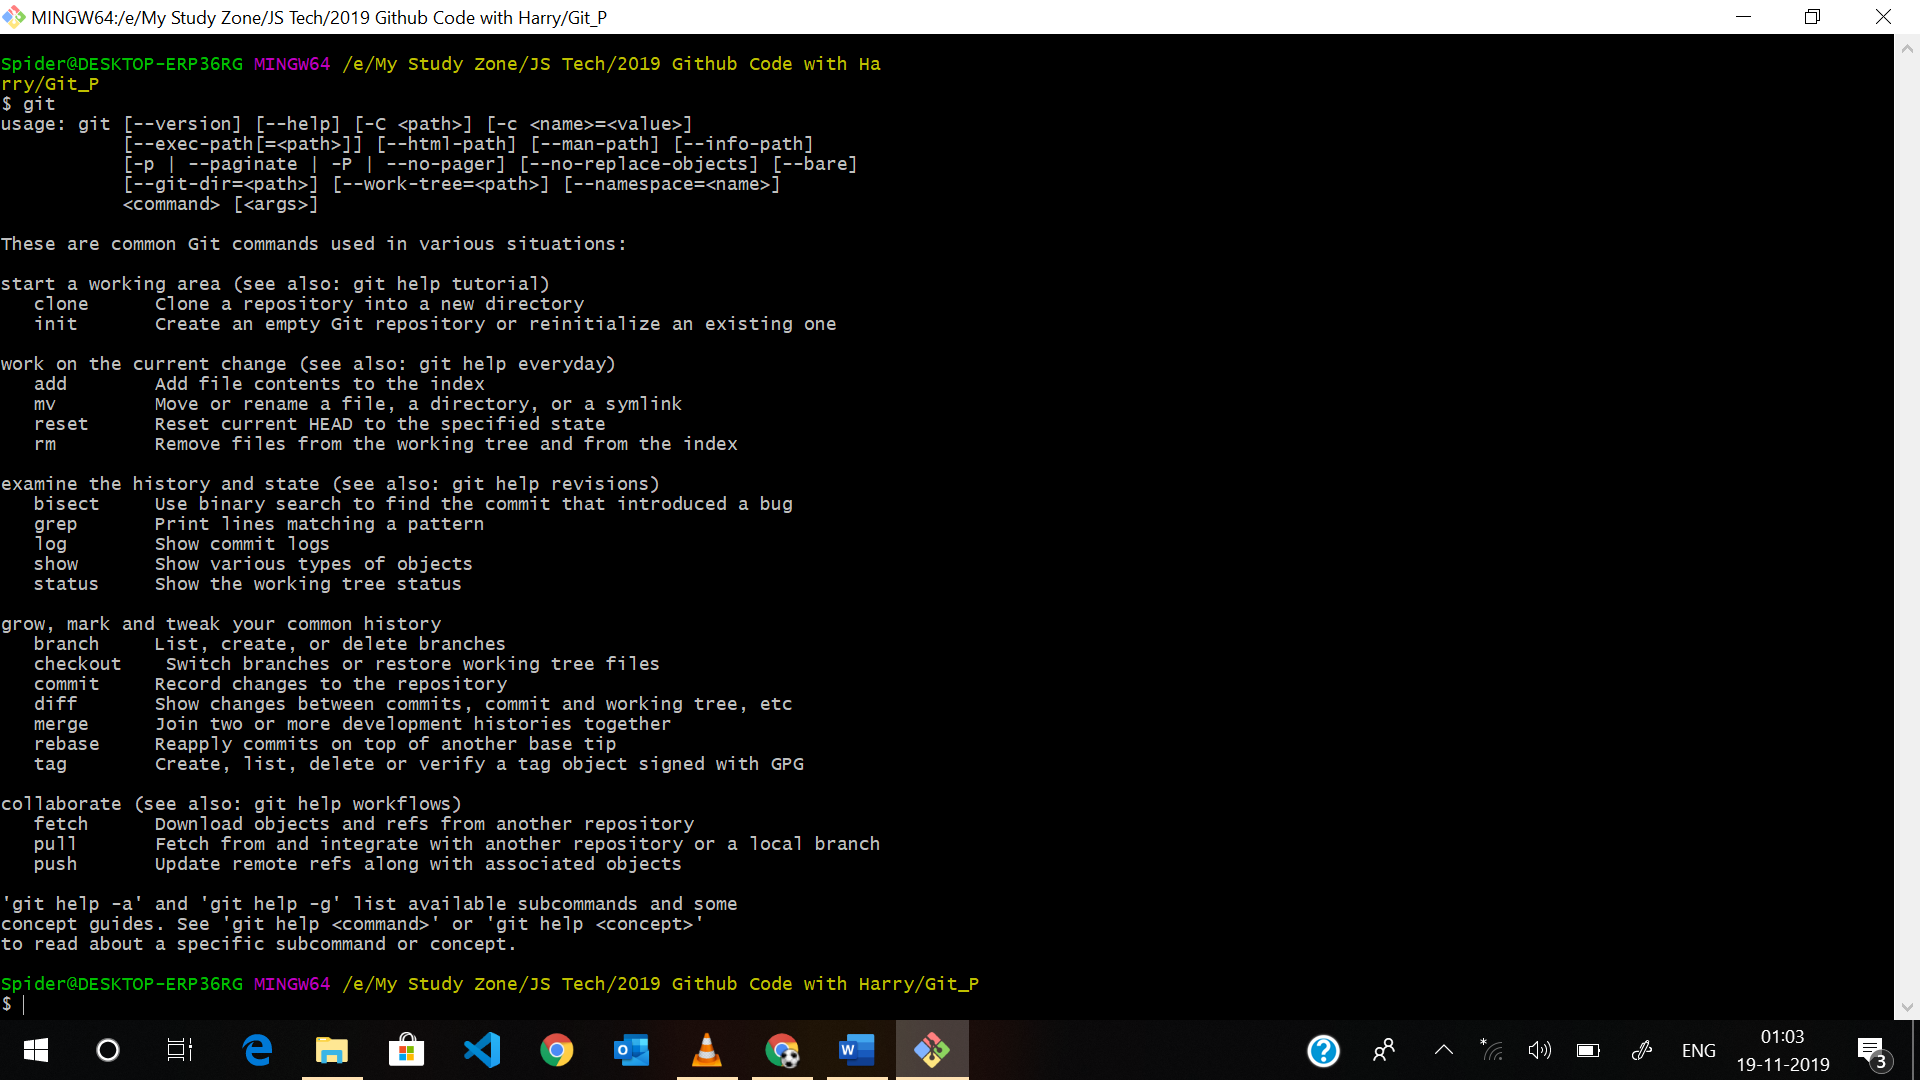 MINGW64:/e/My Study Zone/JS Tech/2019 Github Code with Harry/Git_P
Spider@DESKTOP-ERP36RG MINGW64 /e/My Study Zone/JS Tech/2019 Github Code with Ha
rry/Git_P
$ git
usage: git [--version] [--help] [-C <path>] [-c <name>=<value>]
           [--exec-path[=<path>]] [--html-path] [--man-path] [--info-path]
           [-p | --paginate | -P | --no-pager] [--no-replace-objects] [--bare]
           [--git-dir=<path>] [--work-tree=<path>] [--namespace=<name>]
           <command> [<args>]

These are common Git commands used in various situations:

start a working area (see also: git help tutorial)
   clone      Clone a repository into a new directory
   init       Create an empty Git repository or reinitialize an existing one

work on the current change (see also: git help everyday)
   add        Add file contents to the index
   mv         Move or rename a file, a directory, or a symlink
   reset      Reset current HEAD to the specified state
   rm         Remove files from the working tree and from the index

examine the history and state (see also: git help revisions)
   bisect     Use binary search to find the commit that introduced a bug
   grep       Print lines matching a pattern
   log        Show commit logs
   show       Show various types of objects
   status     Show the working tree status

grow, mark and tweak your common history
   branch     List, create, or delete branches
   checkout    Switch branches or restore working tree files
   commit     Record changes to the repository
   diff       Show changes between commits, commit and working tree, etc
   merge      Join two or more development histories together
   rebase     Reapply commits on top of another base tip
   tag        Create, list, delete or verify a tag object signed with GPG

collaborate (see also: git help workflows)
   fetch      Download objects and refs from another repository
   pull       Fetch from and integrate with another repository or a local branch
   push       Update remote refs along with associated objects

'git help -a' and 'git help -g' list available subcommands and some
concept guides. See 'git help <command>' or 'git help <concept>'
to read about a specific subcommand or concept.

Spider@DESKTOP-ERP36RG MINGW64 /e/My Study Zone/JS Tech/2019 Github Code with Harry/Git_P
$
ENG
01:03
19-11-2019
3